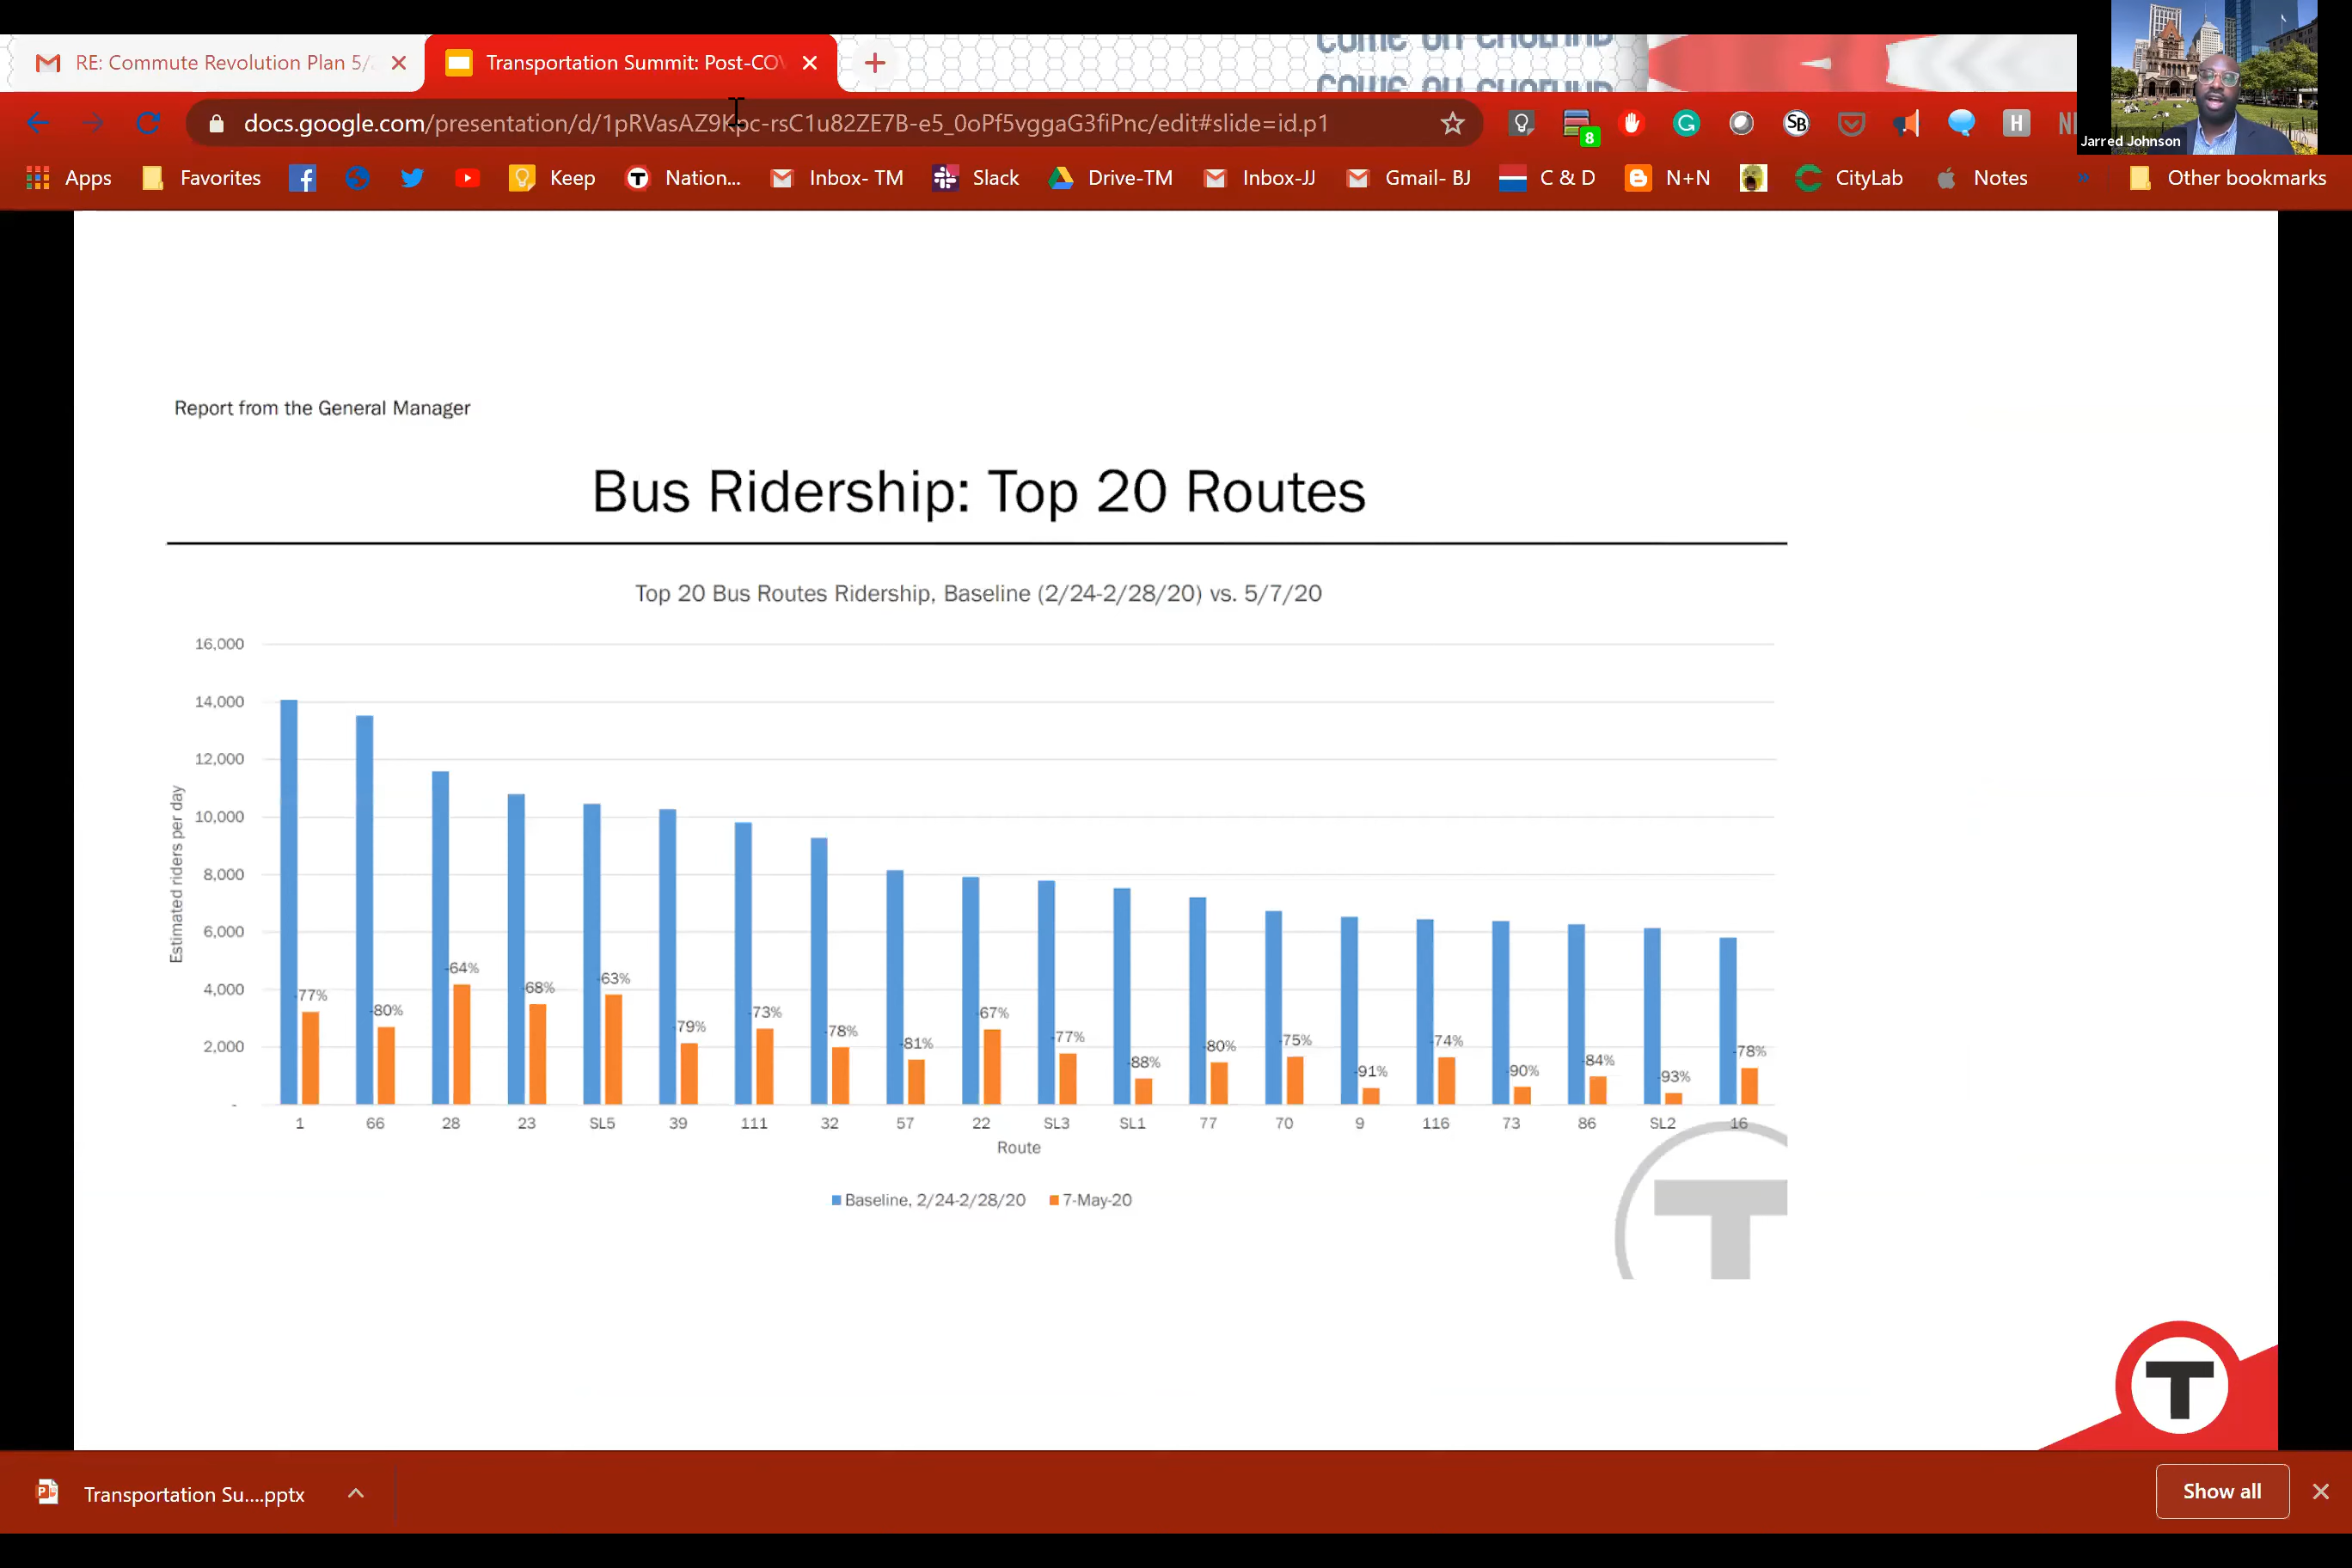 RE: Commute Revolution Plan 5/
Transportation Summit: Post-COV
Jarred Johnson
docs.google.com/presentation/d/1pRVasAZ9Kpc-rsC1u82ZE7B-e5_0oPf5vggaG3fiPnc/edit#slide=id.p1
8
G
SB
H
Apps
Favorites
Keep
T
Nation...
Inbox- TM
Slack
Drive-TM
Inbox-JJ
Gmail- BJ
C & D
N+N
CityLab
Notes
»
Other bookmarks
Report from the General Manager
Bus Ridership: Top 20 Routes
Top 20 Bus Routes Ridership, Baseline (2/24-2/28/20) vs. 5/7/20
Estimated riders per day
16,000
14,000
12,000
10,000
8,000
6,000
4,000
2,000
-
-77% -80% -64% -68% -63% -79% -73% -78% -81% -67% -77% -88% -80% -75% -91% -74% -90% -84% -93% -78%
1 66 28 23 SL5 39 111 32 57 22 SL3 SL1 77 70 9 116 73 86 SL2 16
Route
Baseline, 2/24-2/28/20 7-May-20
T
T
Transportation Su....pptx
Show all